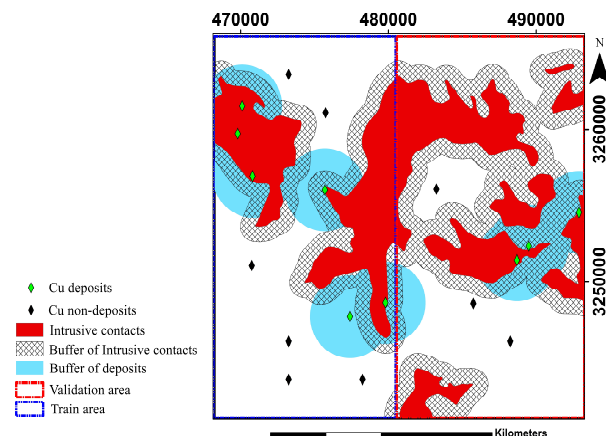 470000 480000 490000
N
3260000
3250000
Cu deposits
Cu non-deposits
Intrusive contacts
Buffer of Intrusive contacts
Buffer of deposits
Validation area
Train area
Kilometers